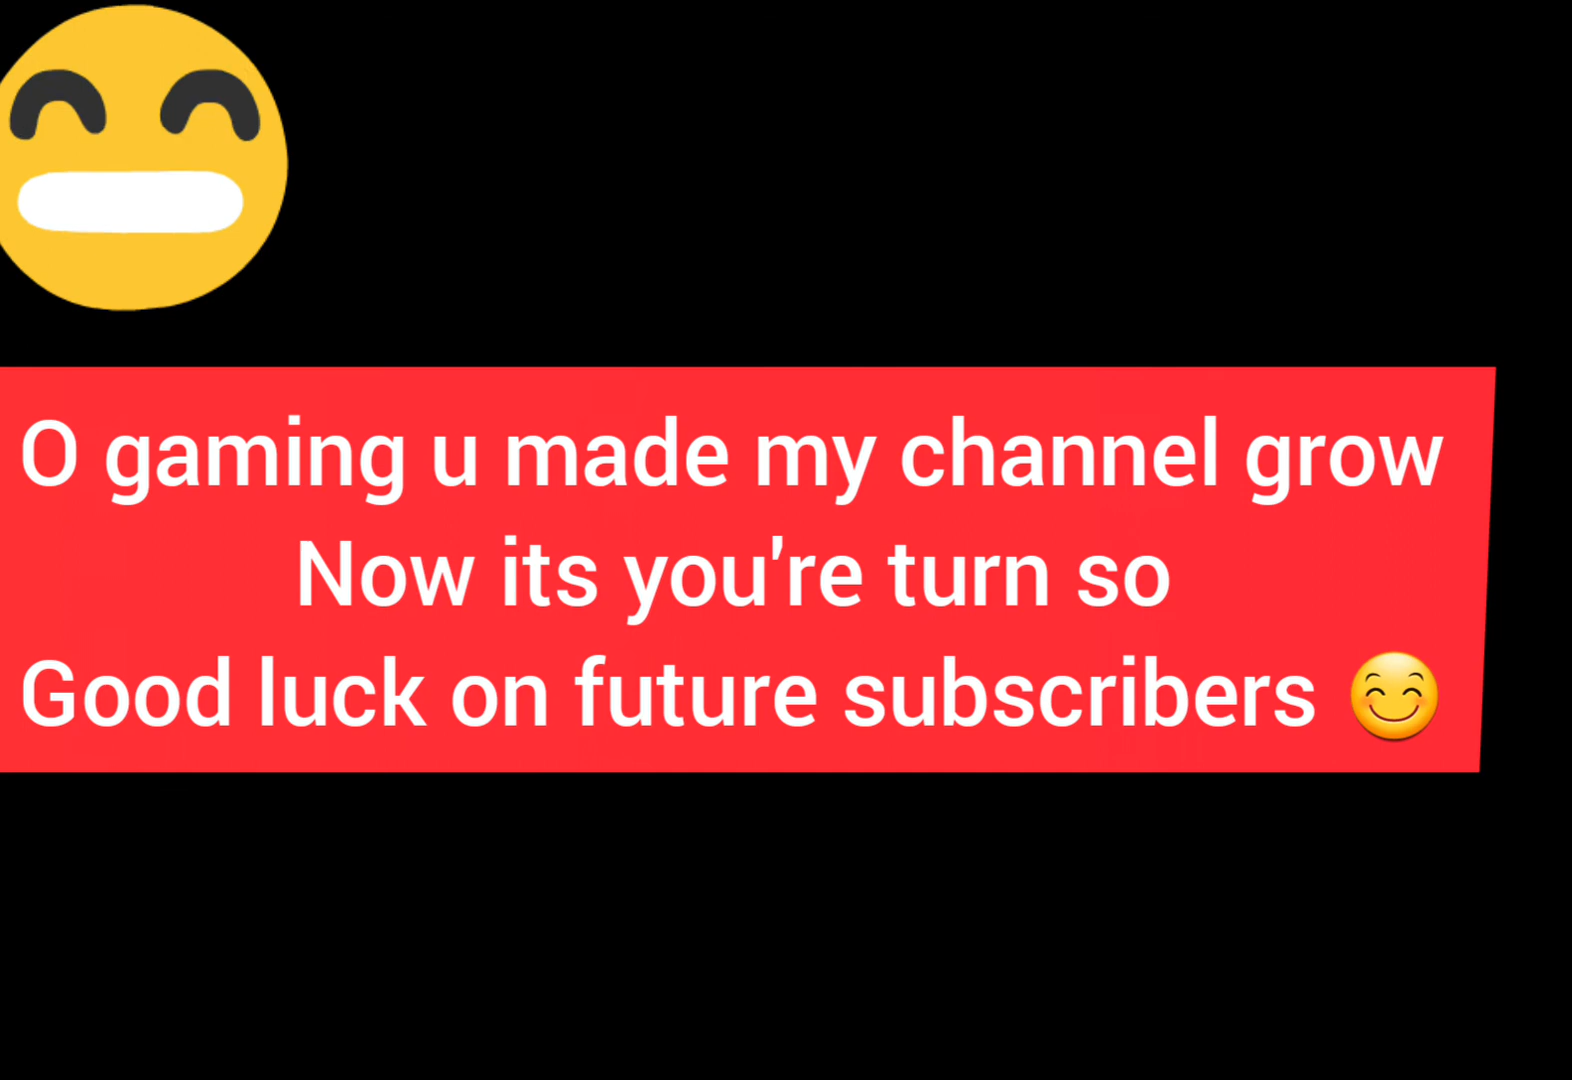 O gaming u made my channel grow
Now its you're turn so
Good luck on future subscribers 😊